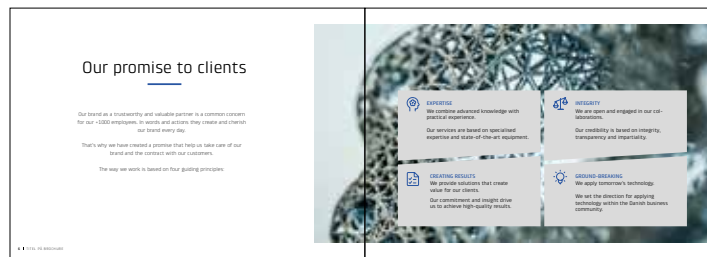 Our promise to clients
Our brand as a trustworthy and valuable partner is a common concern
for our +1000 employees. In words and actions they create and cherish
our brand every day.
That's why we have created a promise that help us take care of our
brand and the contract with our customers.
The way we work is based on four guiding principles:
EXPERTISE
We combine advanced knowledge with
practical experience.
Our services are based on specialised
expertise and state-of-the-art equipment.
INTEGRITY
We are open and engaged in our col-
laborations.
Our credibility is based on integrity,
transparency and impartiality.
CREATING RESULTS
We provide solutions that create
value for our clients.
Our commitment and insight drive
us to achieve high-quality results.
GROUND-BREAKING
We apply tomorrow's technology.
We set the direction for applying
technology within the Danish business
community.